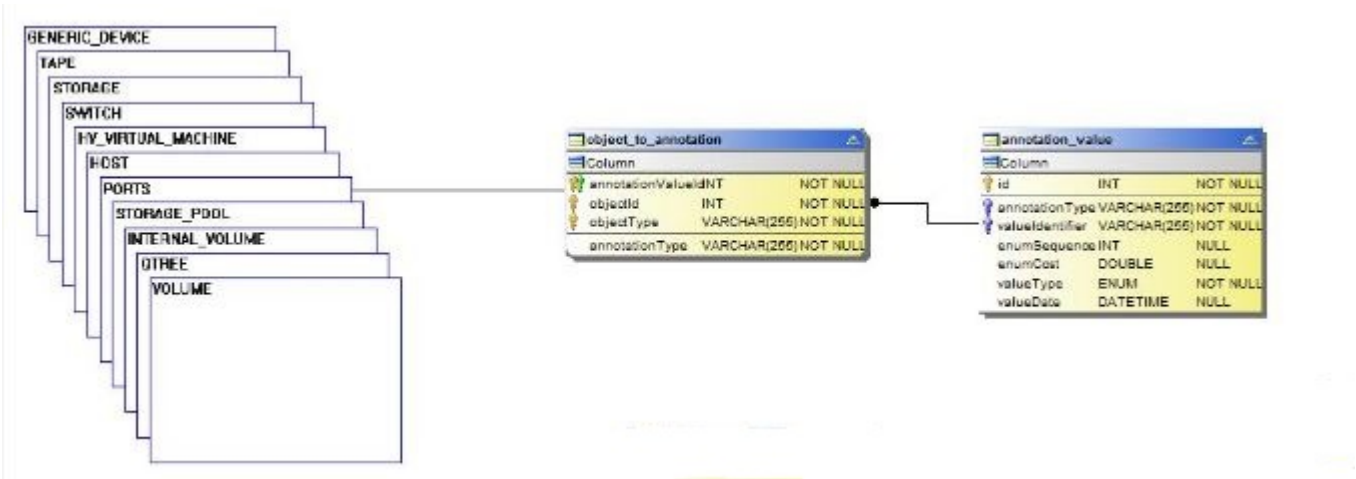 GENERIC_DEVICE
TAPE
STORAGE
SWITCH
HV_VIRTUAL_MACHINE
HOST
PORTS
STORAGE_POOL
INTERNAL_VOLUME
QTREE
VOLUME
object_to_annotation
Column
annotationValueId INT NOT NULL
objectId INT NOT NULL
objectType VARCHAR(255) NOT NULL
annotationType VARCHAR(255) NOT NULL
annotation_value
Column
id INT NOT NULL
annotationType VARCHAR(255) NOT NULL
valueIdentifier VARCHAR(255) NOT NULL
enumSequence INT NULL
enumCost DOUBLE NULL
valueType ENUM NOT NULL
valueDate DATETIME NULL